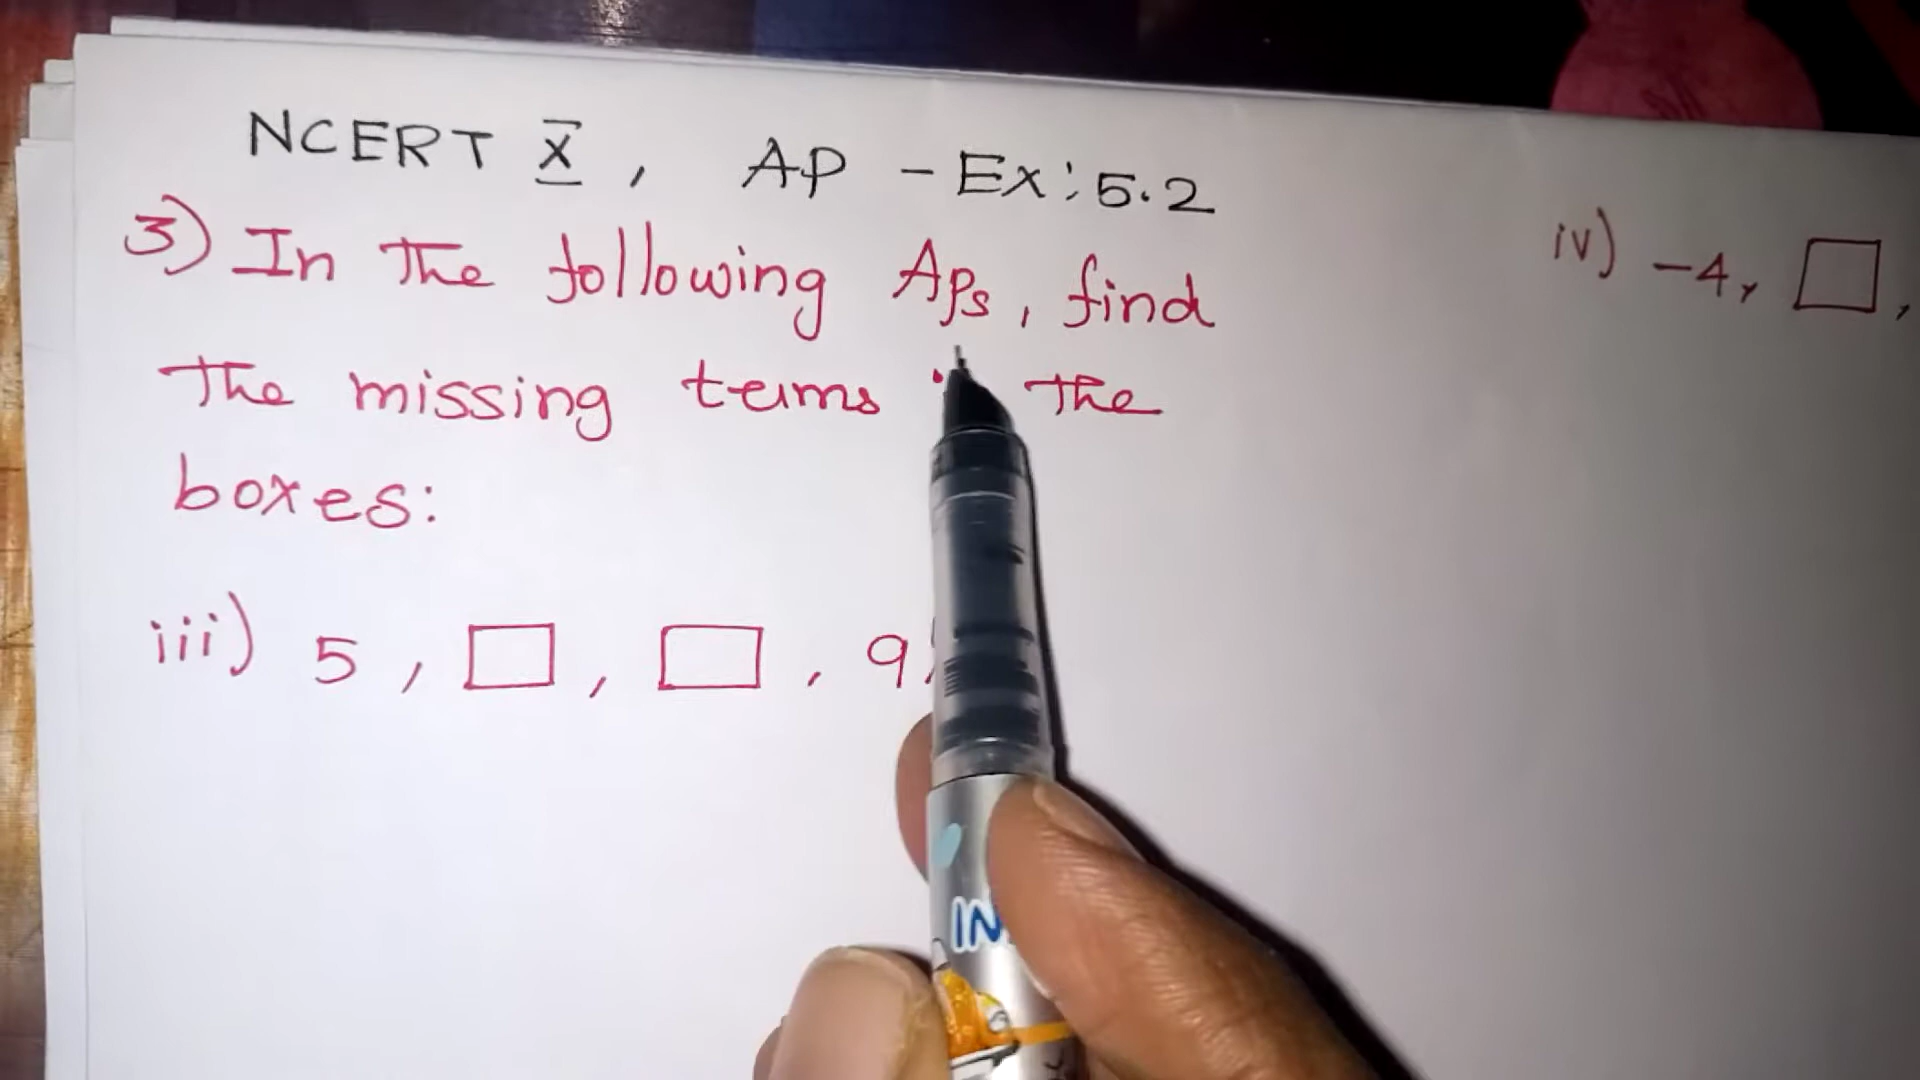 NCERT X, AP - Ex: 5.2
3) In the following APs, find
the missing terms the
boxes:
iii) 5, □, □, 9
iv) -4, □,
IN